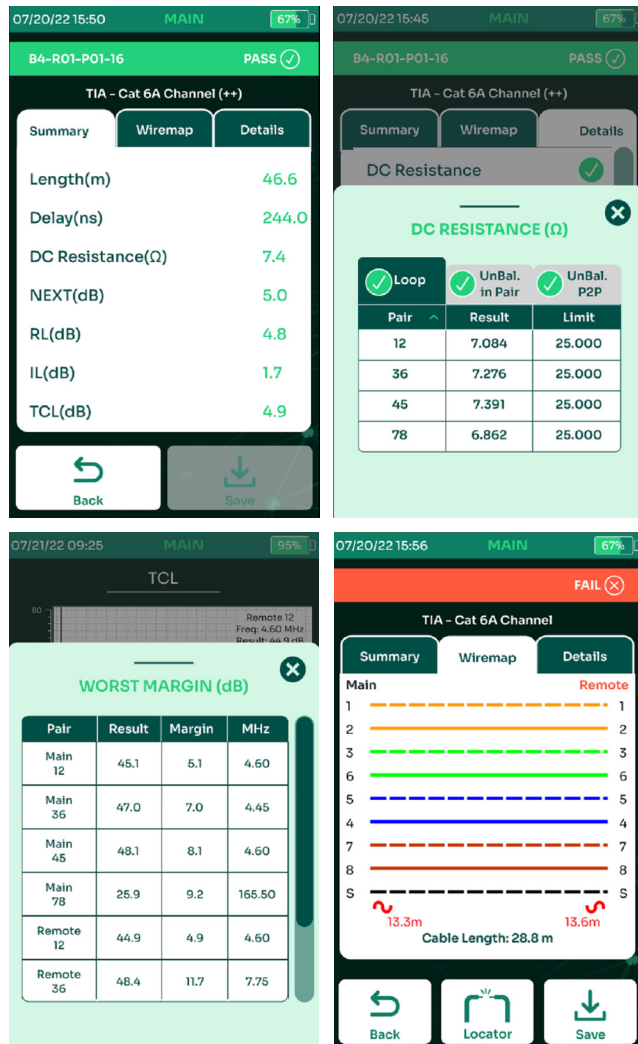 07/20/22 15:50 MAIN 67%
B4-R01-P01-16 PASS
TIA - Cat 6A Channel (++)
Summary Wiremap Details
Length(m) 46.6
Delay(ns) 244.0
DC Resistance(Ω) 7.4
NEXT(dB) 5.0
RL(dB) 4.8
IL(dB) 1.7
TCL(dB) 4.9
Back Save
07/20/22 15:45 MAIN 67%
B4-R01-P01-16 PASS
TIA - Cat 6A Channel (++)
Summary Wiremap Details
DC Resistance
DC RESISTANCE (Ω)
Loop UnBal. in Pair UnBal. P2P
Pair Result Limit
12 7.084 25.000
36 7.276 25.000
45 7.391 25.000
78 6.862 25.000
07/21/22 09:25 MAIN 95%
TCL
80
Remote 12
Freq: 4.60 MHz
Result: 44.9 dB
WORST MARGIN (dB)
Pair Result Margin MHz
Main 12 45.1 5.1 4.60
Main 36 47.0 7.0 4.45
Main 45 48.1 8.1 4.60
Main 78 25.9 9.2 165.50
Remote 12 44.9 4.9 4.60
Remote 36 48.4 11.7 7.75
07/20/22 15:56 MAIN 67%
FAIL
TIA - Cat 6A Channel
Summary Wiremap Details
Main Remote
1 1
2 2
3 3
6 6
5 5
4 4
7 7
8 8
S S
13.3m 13.6m
Cable Length: 28.8 m
Back Locator Save